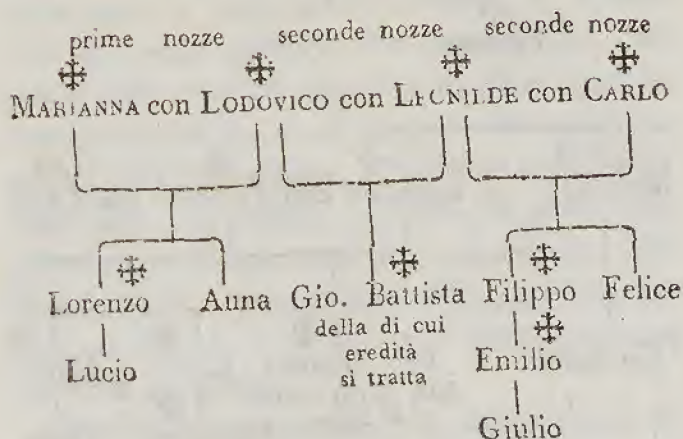 prime nozze seconde nozze seconde nozze
MARIANNA con LODOVICO con LEONILDE con CARLO
Lorenzo Auna Gio. Battista Filippo Felice
della di cui
eredità
si tratta
Lucio Emilio
Giulio